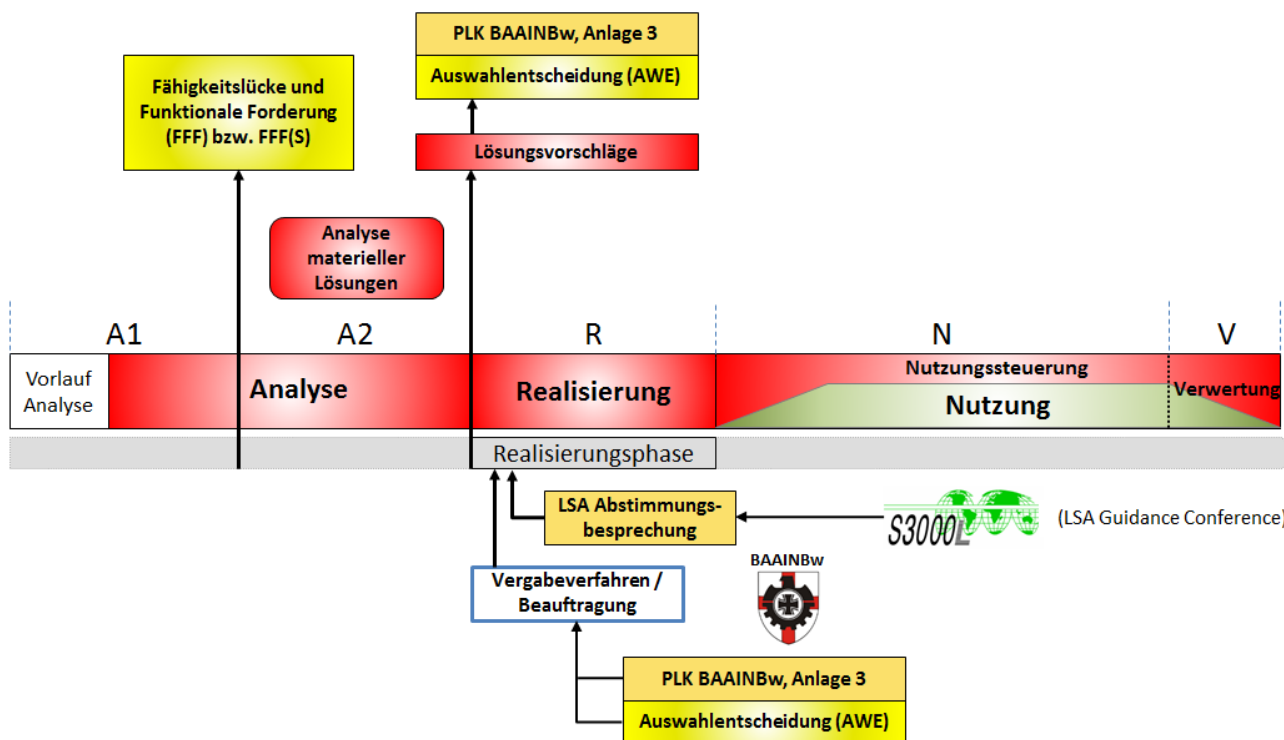 PLK BAAINBw, Anlage 3
Auswahlentscheidung (AWE)
Fähigkeitslücke und
Funktionale Forderung
(FFF) bzw. FFF(S)
Lösungsvorschläge
Analyse
materieller
Lösungen
A1
A2
R
N
V
Vorlauf
Analyse
Analyse
Realisierung
Nutzungssteuerung
Nutzung
Verwertung
Realisierungsphase
LSA Abstimmungs-
besprechung
S3000L
(LSA Guidance Conference)
BAAINBw
Vergabeverfahren /
Beauftragung
PLK BAAINBw, Anlage 3
Auswahlentscheidung (AWE)